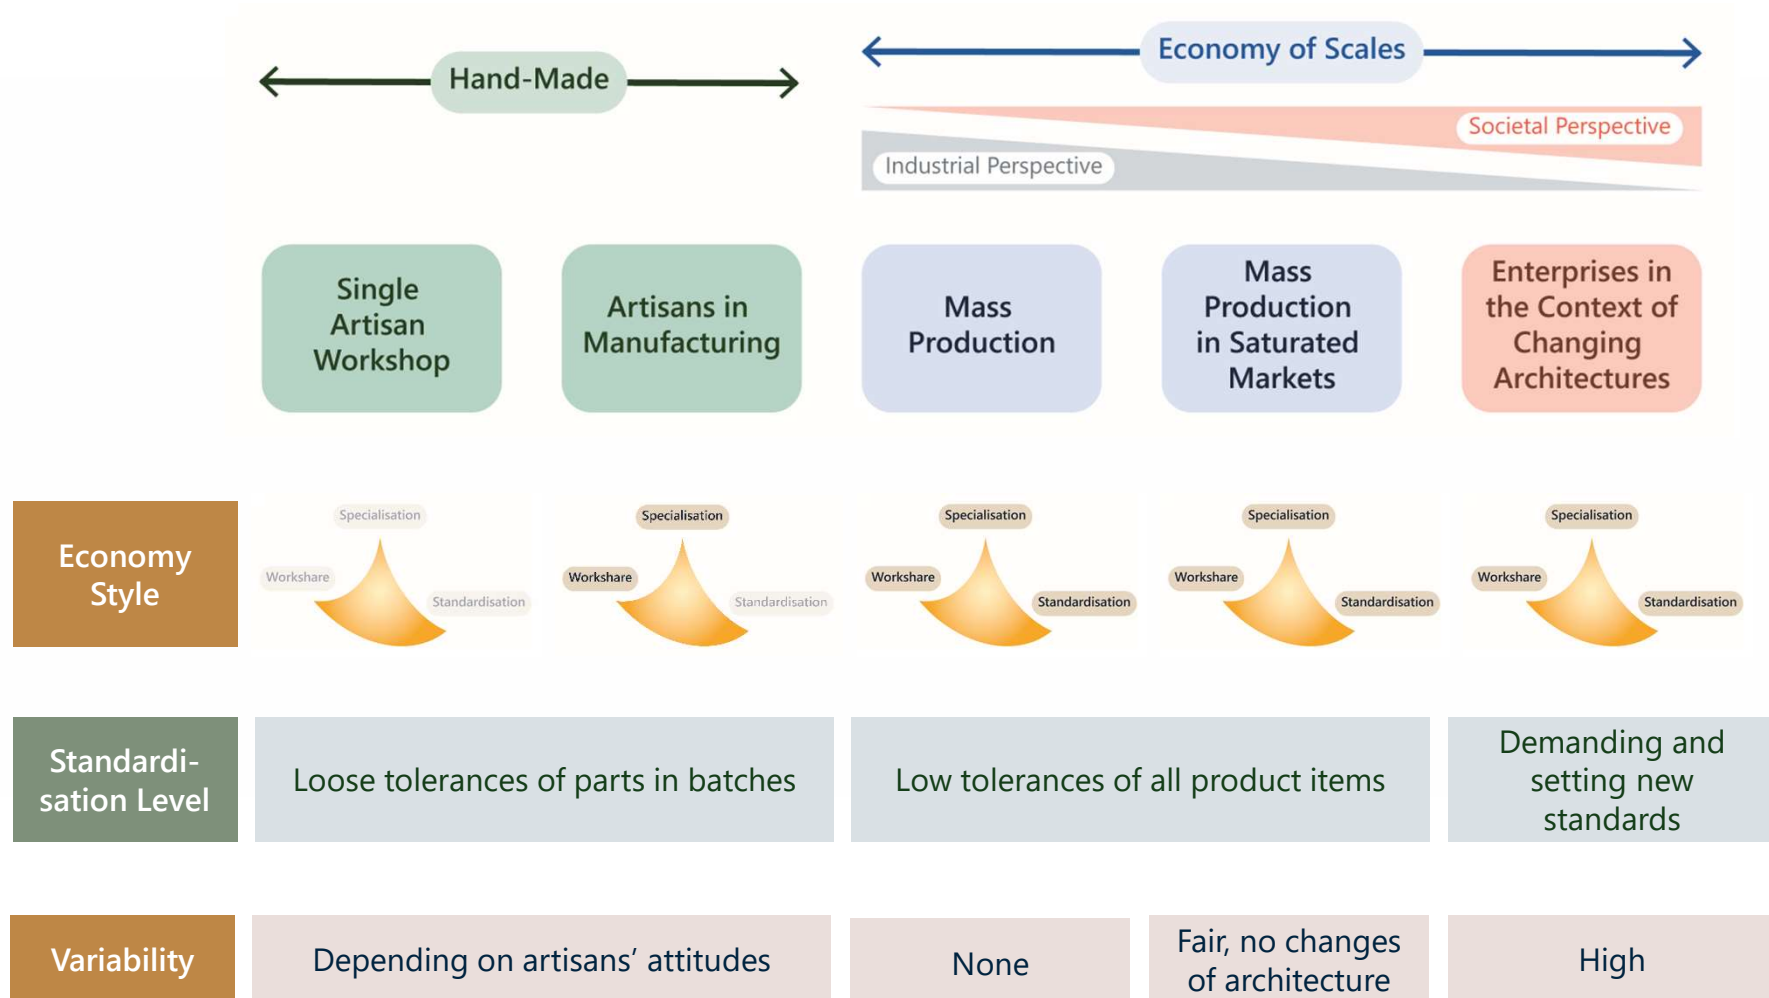 Hand-Made
Economy of Scales
Societal Perspective
Industrial Perspective
Single
Artisan
Workshop
Artisans in
Manufacturing
Mass
Production
Mass
Production
in Saturated
Markets
Enterprises in
the Context of
Changing
Architectures
Economy
Style
Specialisation
Workshare
Standardisation
Specialisation
Workshare
Standardisation
Specialisation
Workshare
Standardisation
Specialisation
Workshare
Standardisation
Specialisation
Workshare
Standardisation
Standardi-
sation Level
Loose tolerances of parts in batches
Low tolerances of all product items
Demanding and
setting new
standards
Variability
Depending on artisans’ attitudes
None
Fair, no changes
of architecture
High